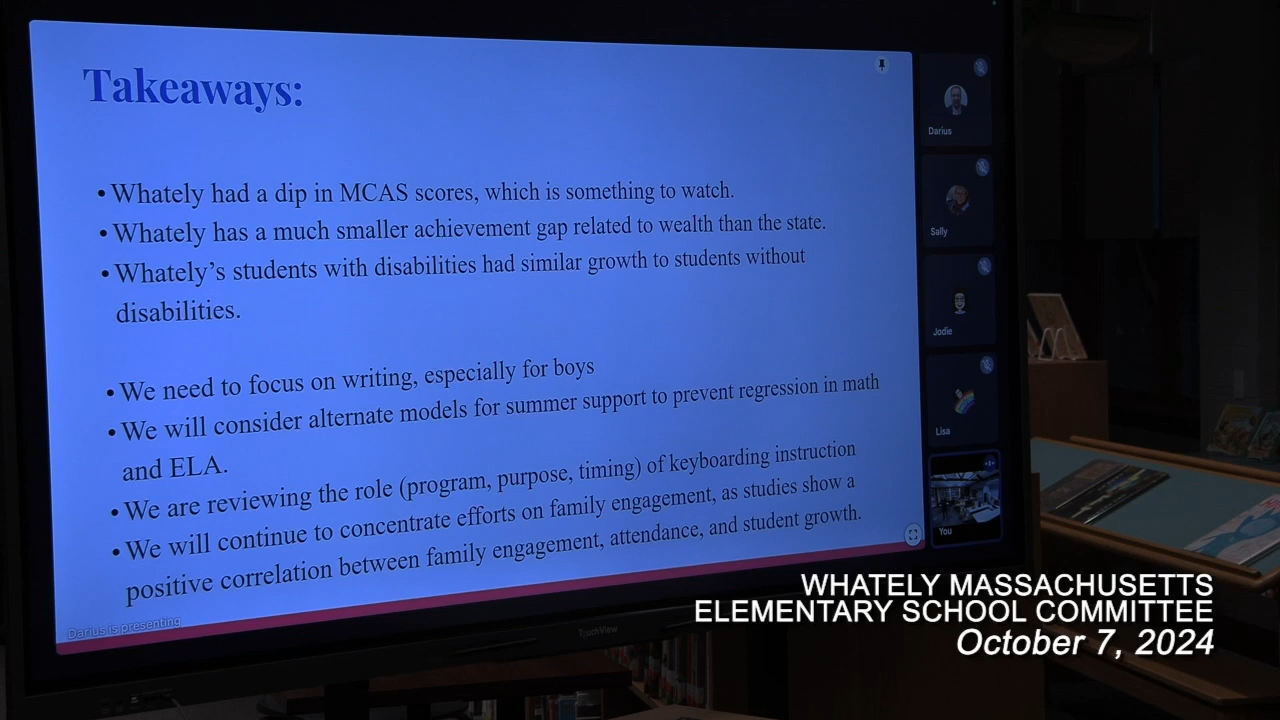 Takeaways:
• Whately had a dip in MCAS scores, which is something to watch.
• Whately has a much smaller achievement gap related to wealth than the state.
• Whately's students with disabilities had similar growth to students without
disabilities.
• We need to focus on writing, especially for boys
• We will consider alternate models for summer support to prevent regression in math
and ELA.
• We are reviewing the role (program, purpose, timing) of keyboarding instruction
• We will continue to concentrate efforts on family engagement, as studies show a
positive correlation between family engagement, attendance, and student growth.
Darius is presenting
Darius
Sally
Jodie
Lisa
You
TouchView
WHATELY MASSACHUSETTS
ELEMENTARY SCHOOL COMMITTEE
October 7, 2024